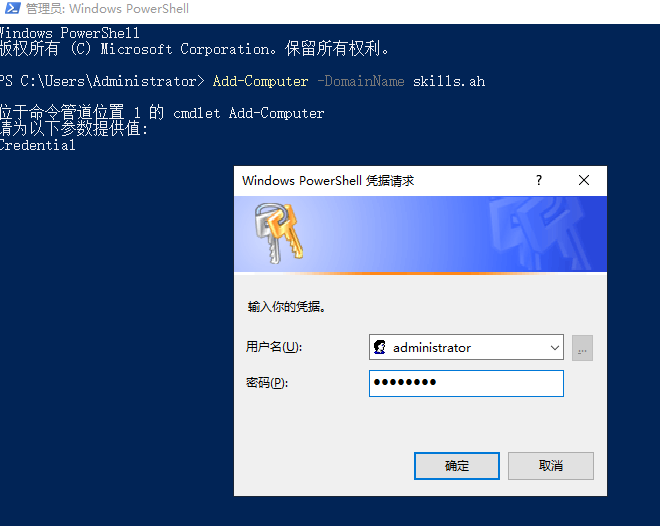 管理员: Windows PowerShell
Windows PowerShell
版权所有 (C) Microsoft Corporation。保留所有权利。
PS C:\Users\Administrator> Add-Computer -DomainName skills.ah
位于命令管道位置 1 的 cmdlet Add-Computer
请为以下参数提供值:
Credential
Windows PowerShell 凭据请求
?
输入你的凭据。
用户名(U):
administrator
...
密码(P):
●●●●●●●●
确定
取消